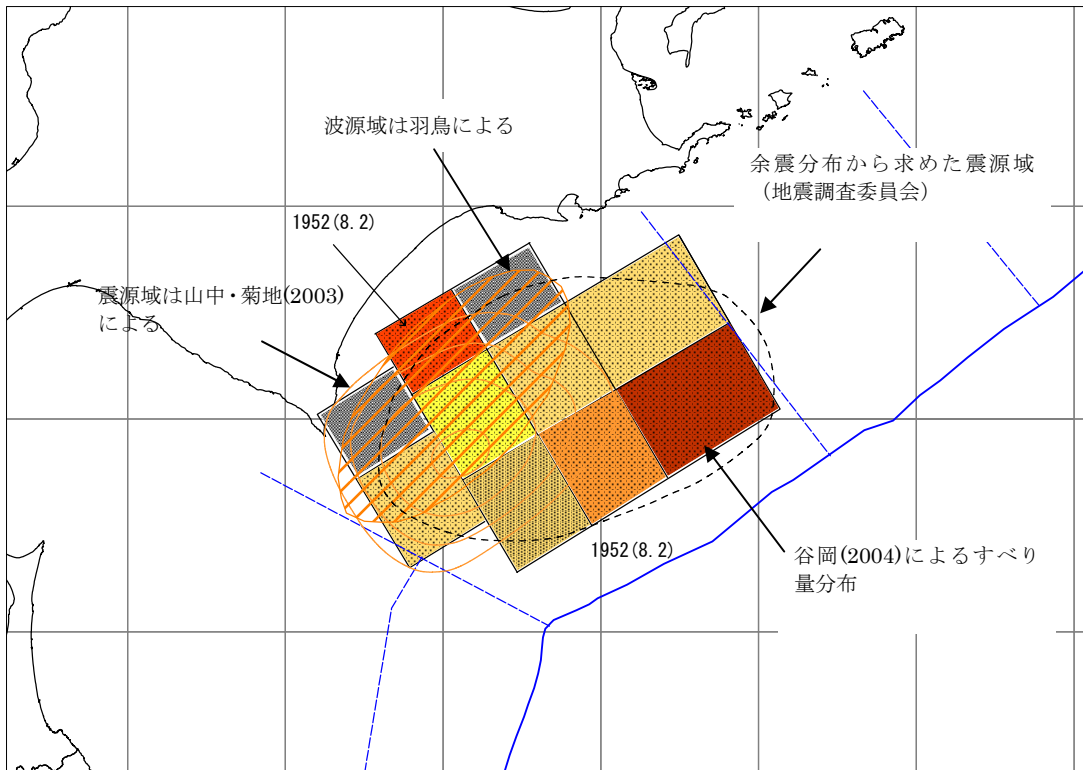 波源域は羽鳥による
余震分布から求めた震源域
（地震調査委員会）
1952(8.2)
震源域は山中・菊地(2003)
による
1952(8.2)
谷岡(2004)によるすべり
量分布